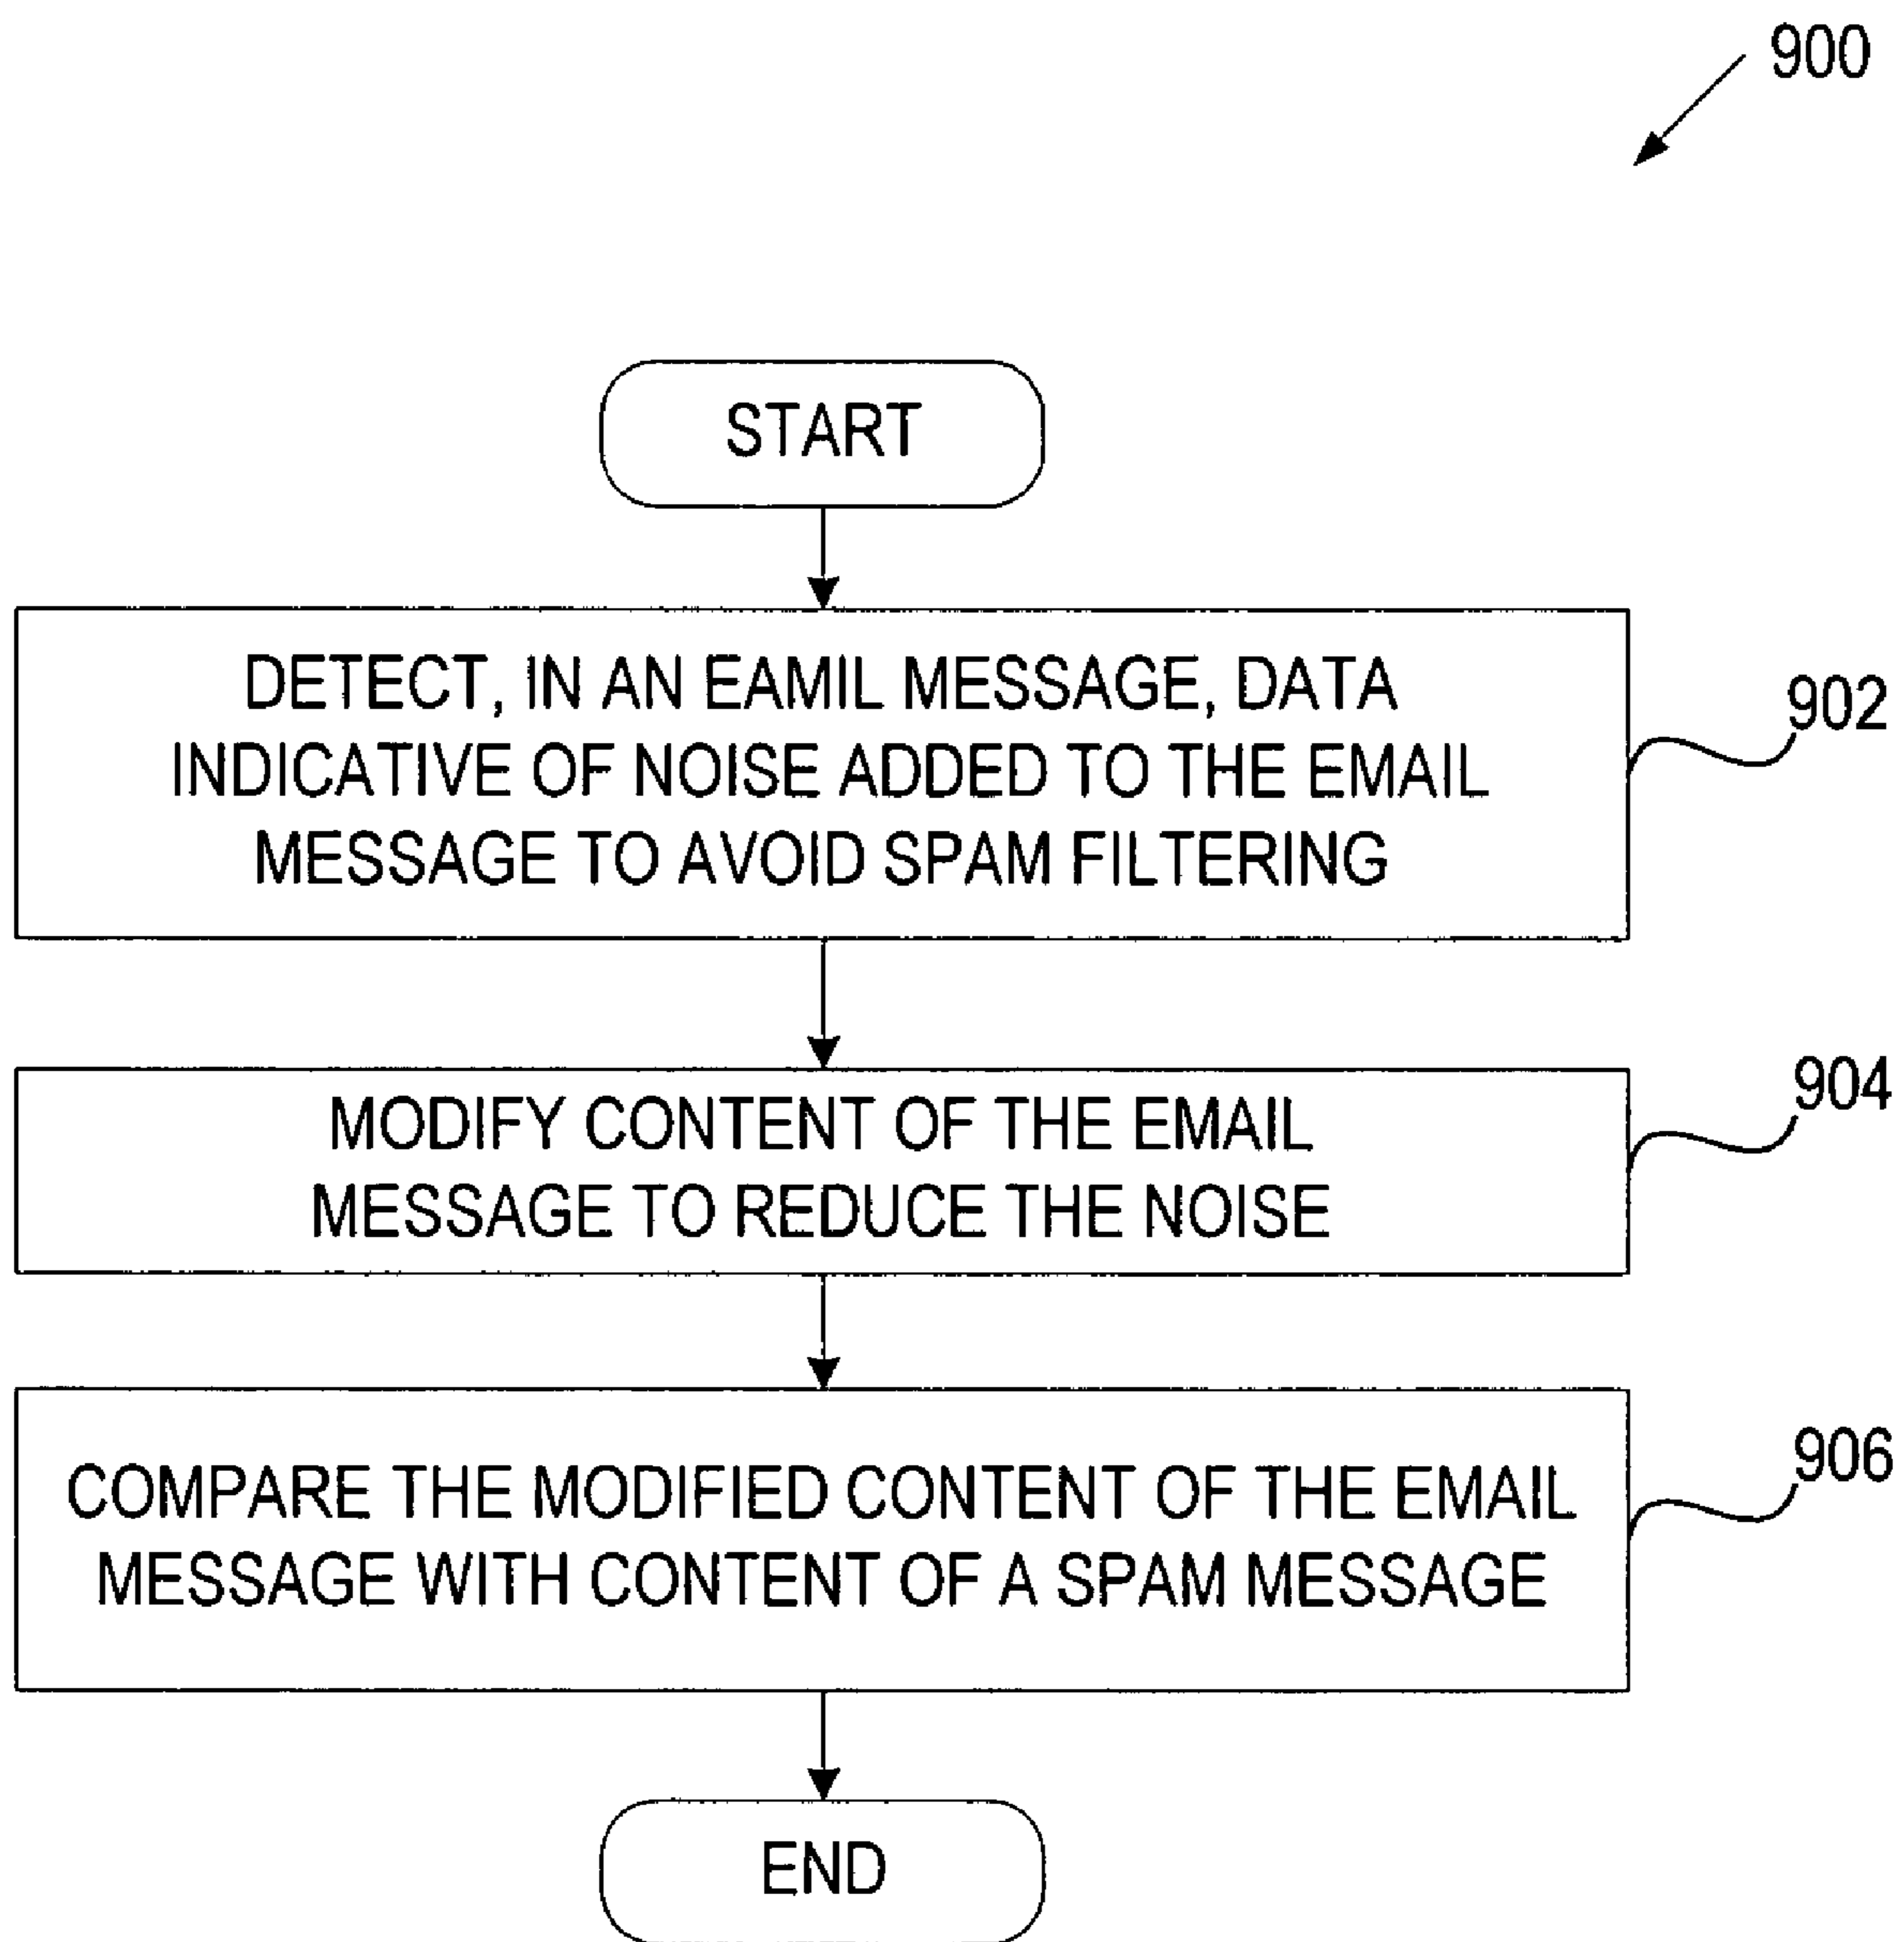 900
START
DETECT, IN AN EAMIL MESSAGE, DATA
INDICATIVE OF NOISE ADDED TO THE EMAIL
MESSAGE TO AVOID SPAM FILTERING
902
MODIFY CONTENT OF THE EMAIL
MESSAGE TO REDUCE THE NOISE
904
COMPARE THE MODIFIED CONTENT OF THE EMAIL
MESSAGE WITH CONTENT OF A SPAM MESSAGE
906
END